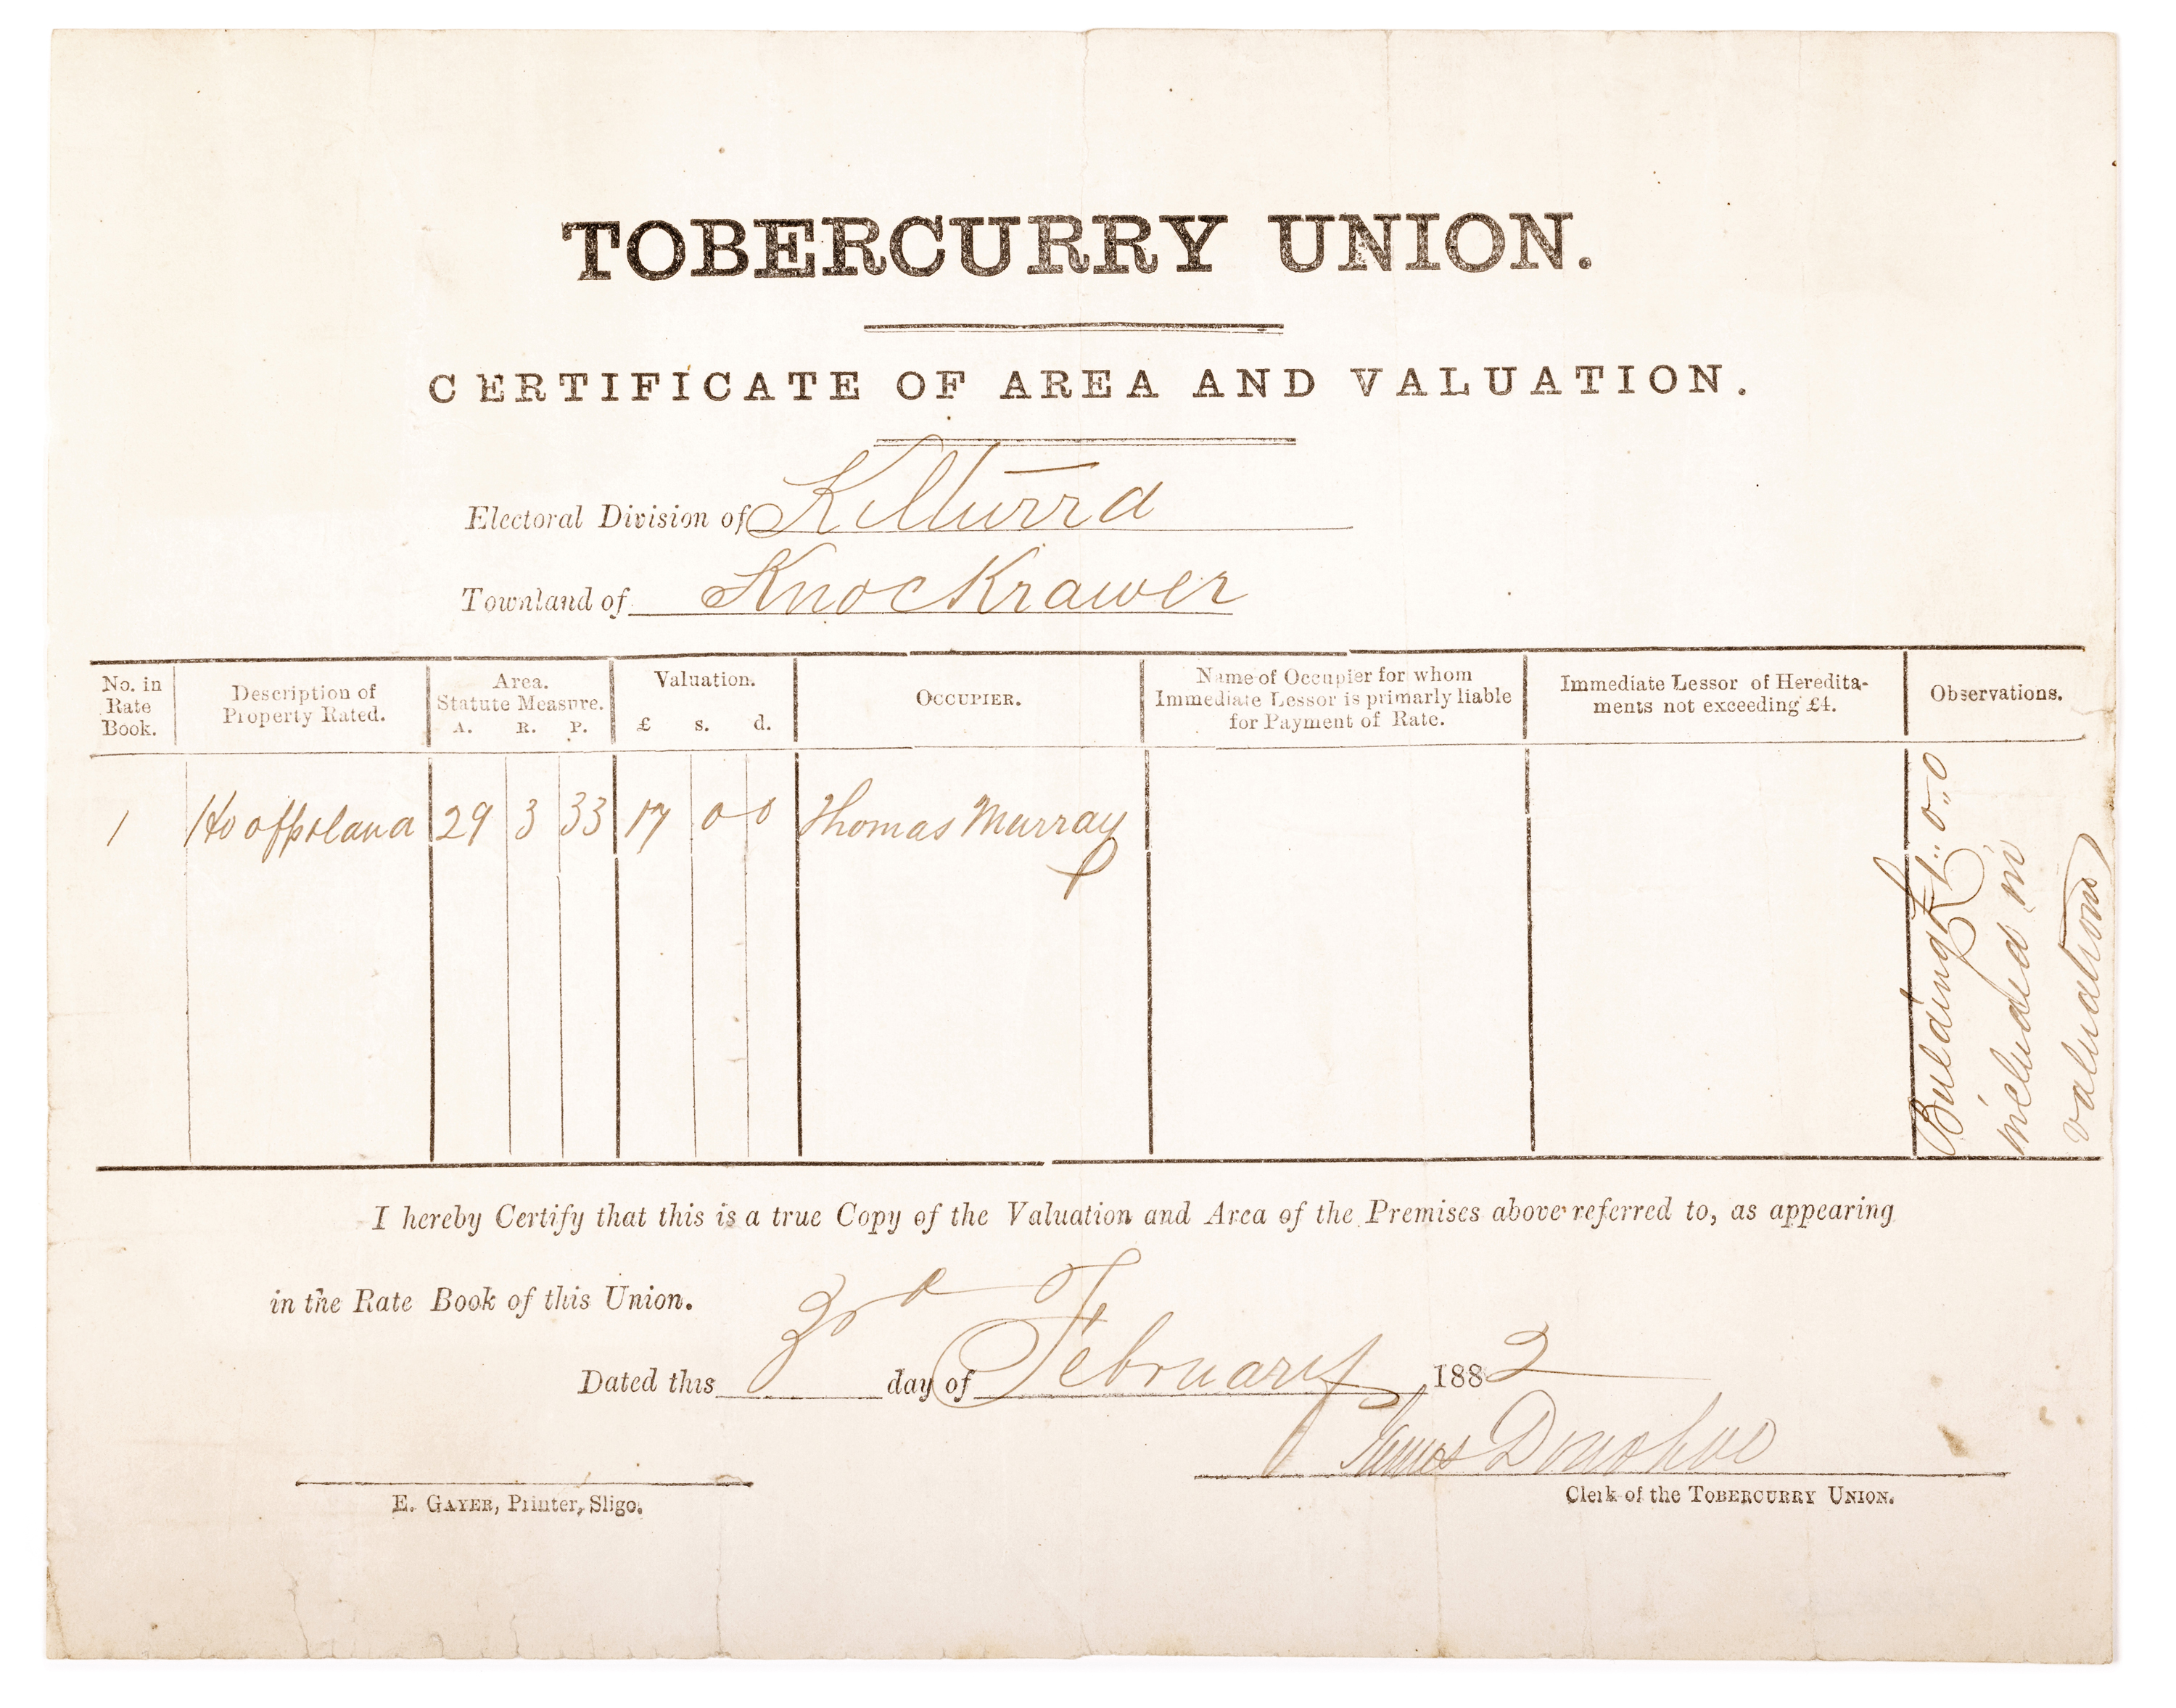 TOBERCURRY UNION.
CERTIFICATE OF AREA AND VALUATION.
Electoral Division of Kilturra
Townland of Knockrawer
No. in Rate Book. Description of Property Rated. Area. Statute Measure. A. R. P. Valuation. £ s. d. OCCUPIER. Name of Occupier for whom Immediate Lessor is primarly liable for Payment of Rate. Immediate Lessor of Heredita-ments not exceeding £4. Observations.
1 Ho offs & land 29 3 33 17 0 0 Thomas Murray
Building £1..0..0
included in
valuation
I hereby Certify that this is a true Copy of the Valuation and Area of the Premises above referred to, as appearing
in the Rate Book of this Union.
Dated this 3rd day of February 1882
James Donohoe
E. GAYER, Printer, Sligo.
Clerk of the TOBERCURRY UNION.